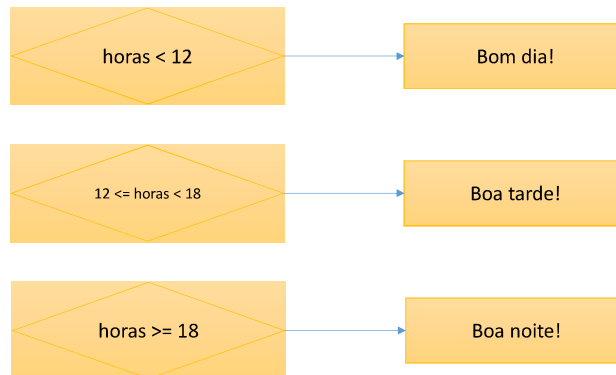 horas < 12
Bom dia!
12 <= horas < 18
Boa tarde!
horas >= 18
Boa noite!